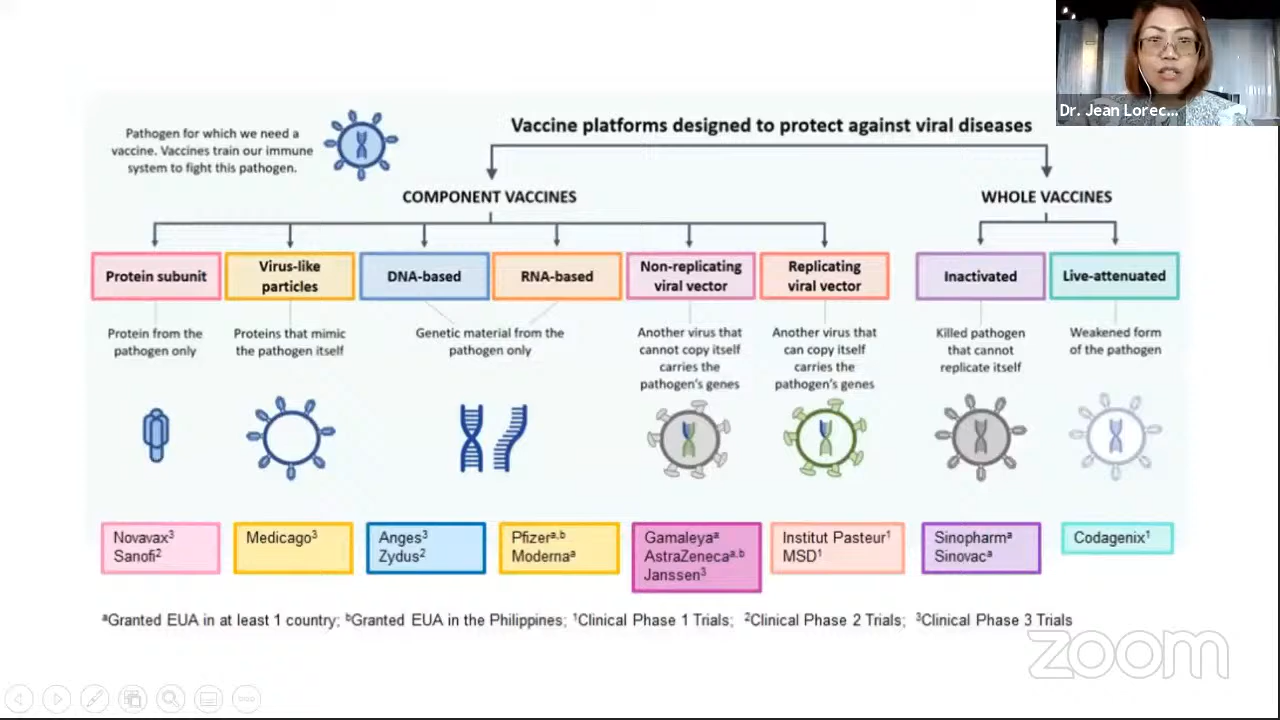 Dr. Jean Lorec...
Pathogen for which we need a
vaccine. Vaccines train our immune
system to fight this pathogen.
Vaccine platforms designed to protect against viral diseases
COMPONENT VACCINES
WHOLE VACCINES
Protein subunit
Virus-like
particles
DNA-based
RNA-based
Non-replicating
viral vector
Replicating
viral vector
Inactivated
Live-attenuated
Protein from the
pathogen only
Proteins that mimic
the pathogen itself
Genetic material from the
pathogen only
Another virus that
cannot copy itself
carries the
pathogen's genes
Another virus that
can copy itself
carries the
pathogen's genes
Killed pathogen
that cannot
replicate itself
Weakened form
of the pathogen
Novavax³
Sanofi²
Medicago³
Anges³
Zydus²
Pfizerᵃ,ᵇ
Modernaᵃ
Gamaleyaᵃ
AstraZenecaᵃ,ᵇ
Janssen³
Institut Pasteur¹
MSD¹
Sinopharmᵃ
Sinovacᵃ
Codagenix¹
ᵃGranted EUA in at least 1 country; ᵇGranted EUA in the Philippines; ¹Clinical Phase 1 Trials; ²Clinical Phase 2 Trials; ³Clinical Phase 3 Trials
zoom